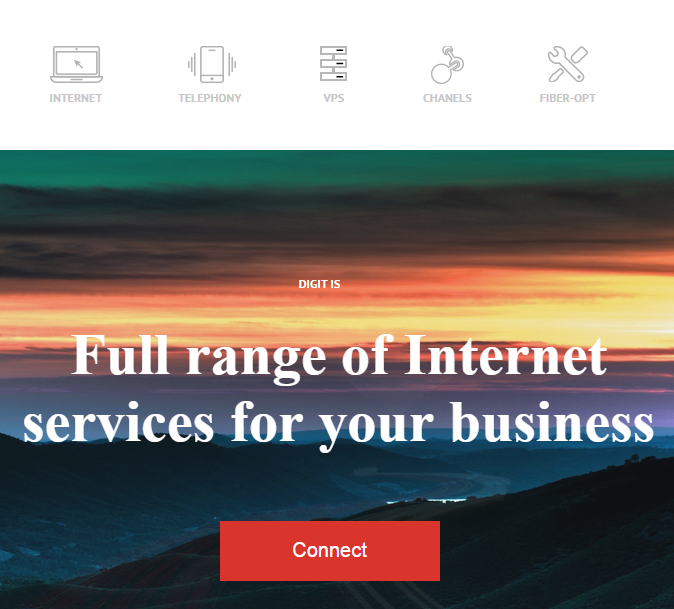 INTERNET TELEPHONY VPS CHANELS FIBER-OPT
DIGIT IS
Full range of Internet
services for your business
Connect